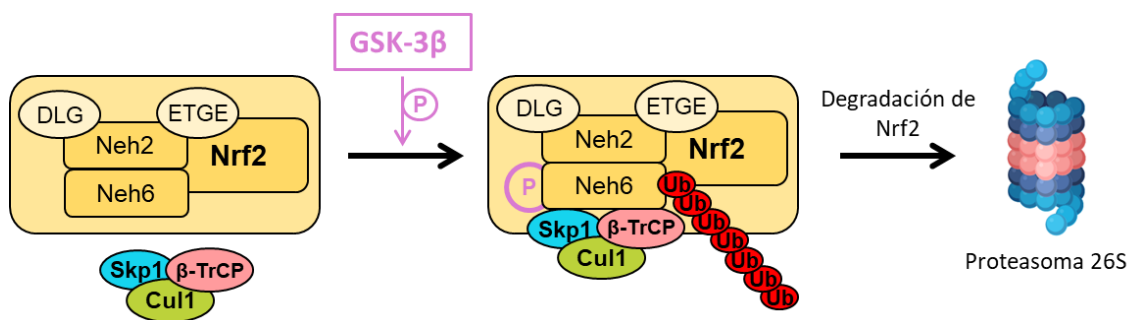 GSK-3β
P
DLG
ETGE
Neh2
Nrf2
Neh6
Skp1
β-TrCP
Cul1
DLG
ETGE
Neh2
Nrf2
P
Neh6
Skp1
β-TrCP
Cul1
Ub
Ub
Ub
Ub
Ub
Ub
Ub
Degradación de
Nrf2
Proteasoma 26S